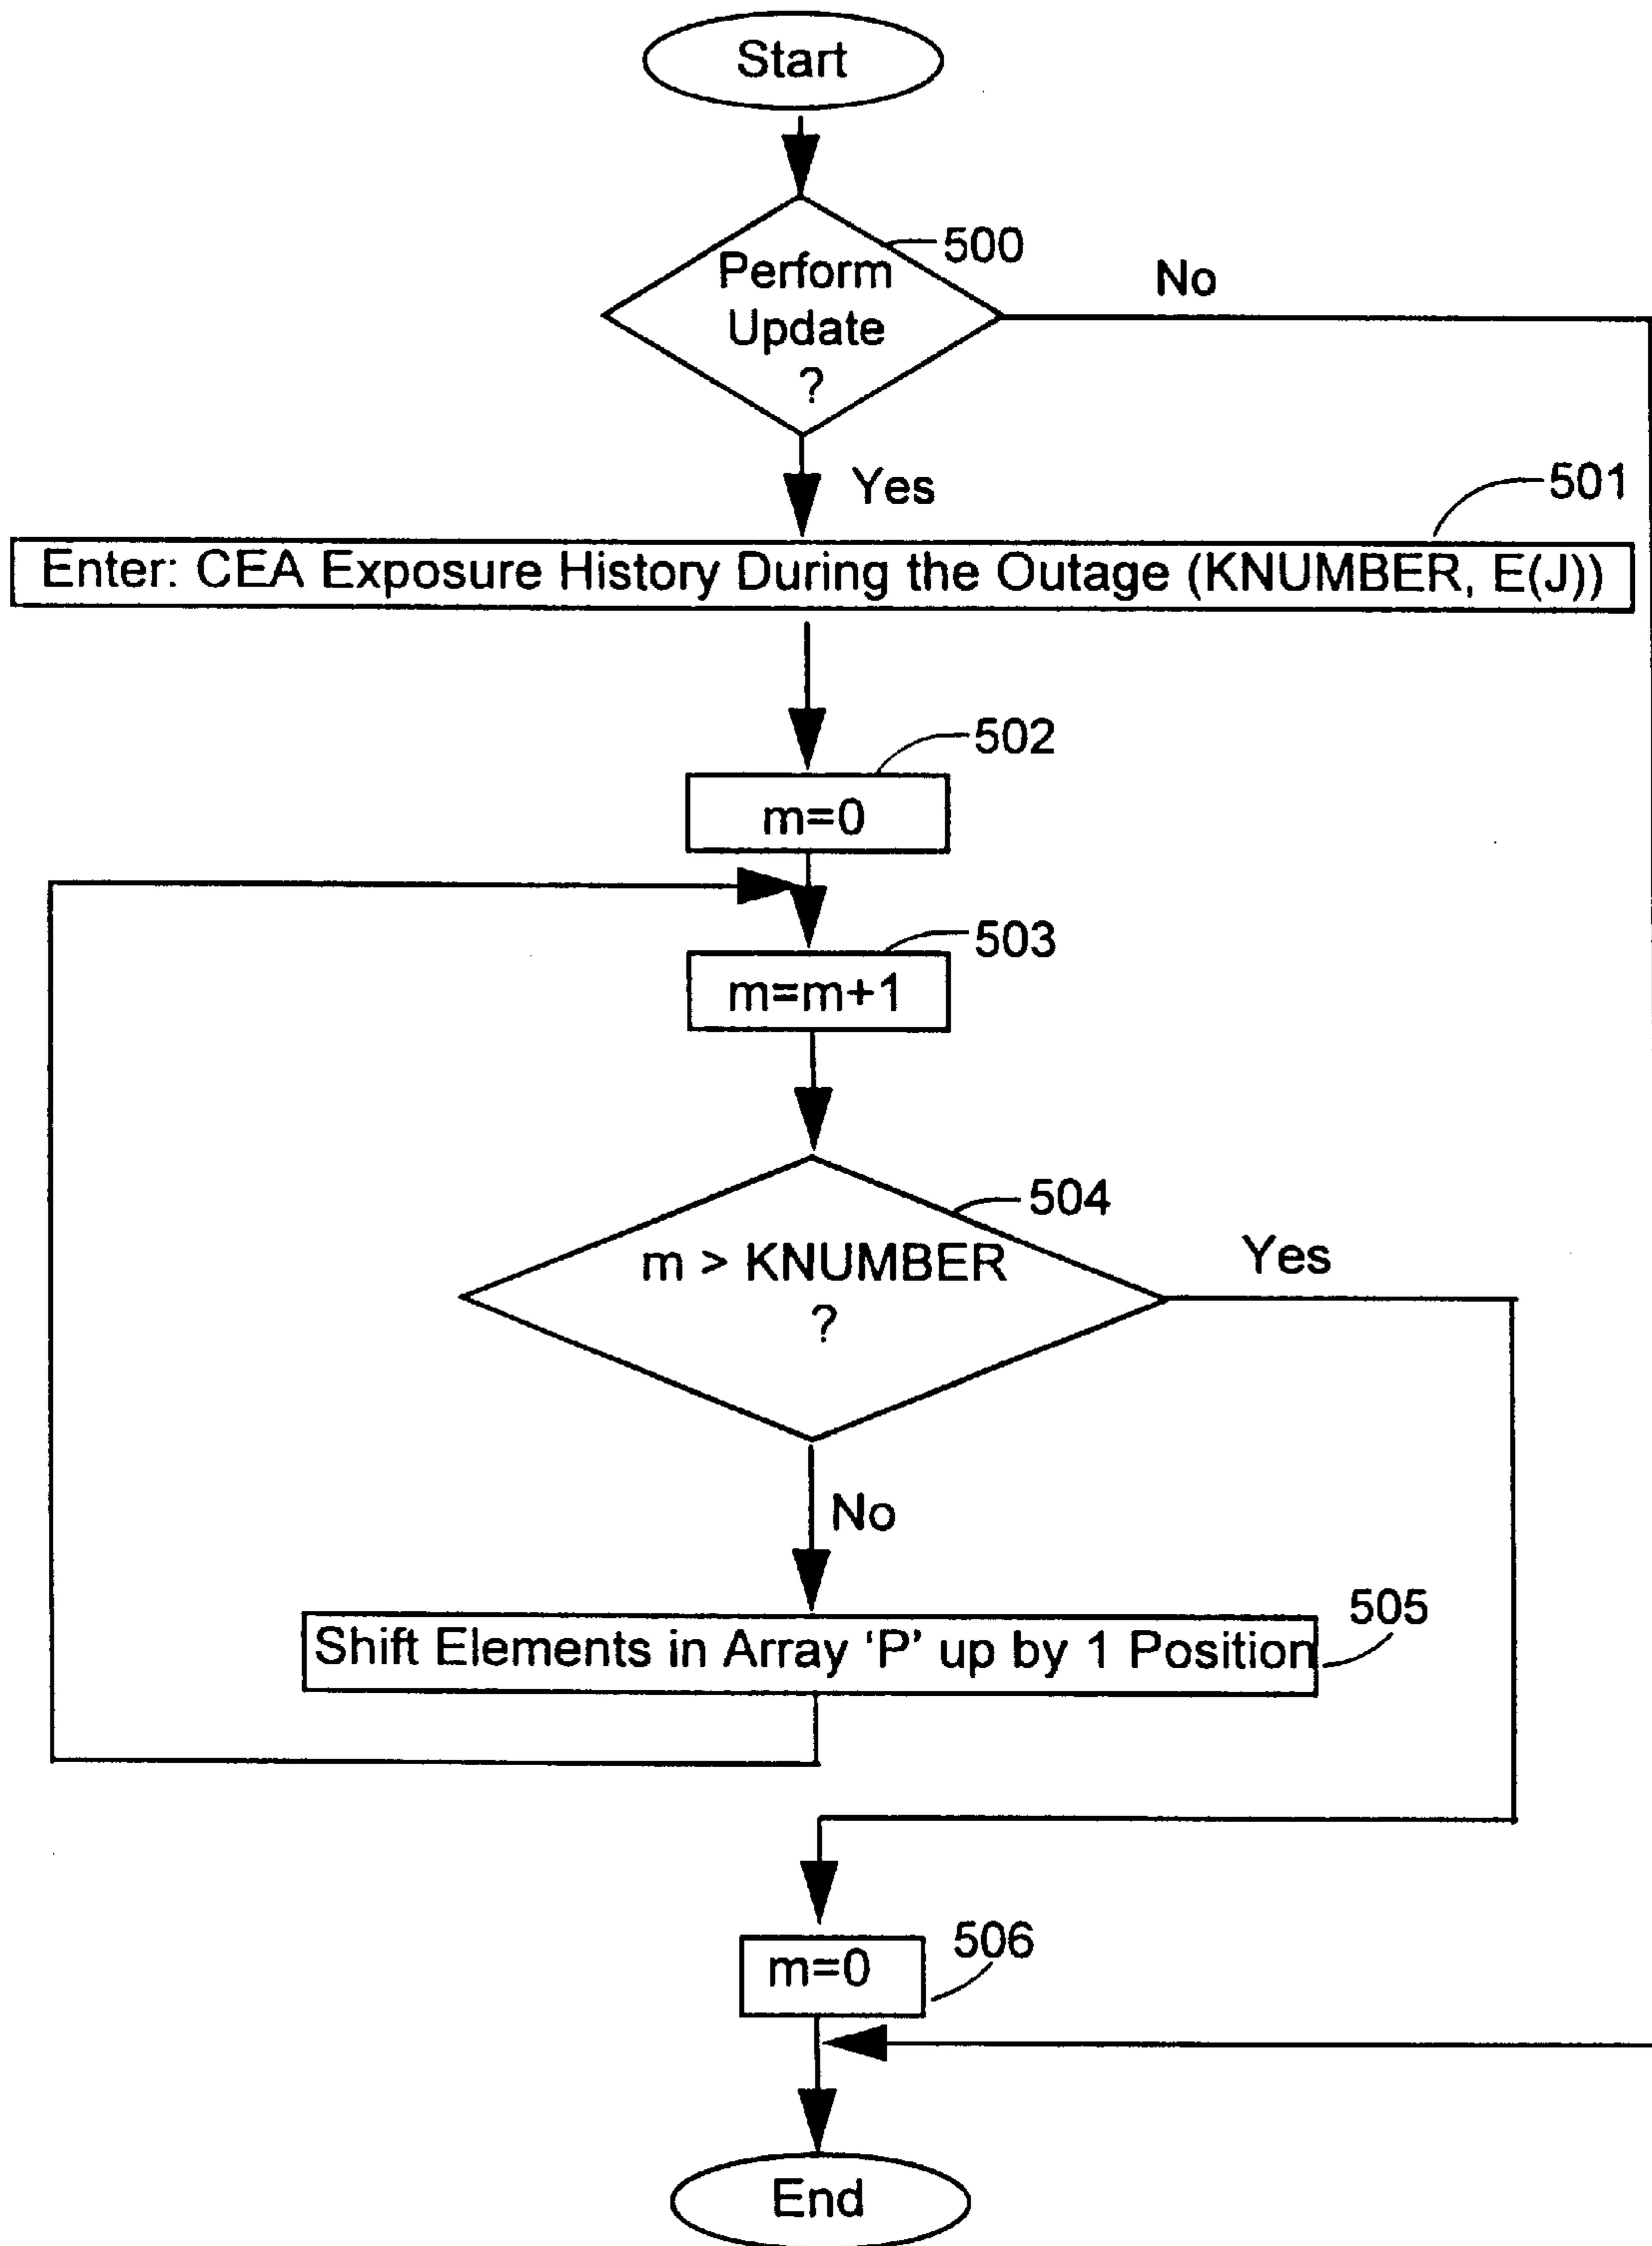 Start
500
Perform
Update
?
No
Yes
501
Enter: CEA Exposure History During the Outage (KNUMBER, E(J))
502
m=0
503
m=m+1
504
m > KNUMBER
?
Yes
No
505
Shift Elements in Array ‘P’ up by 1 Position
506
m=0
End